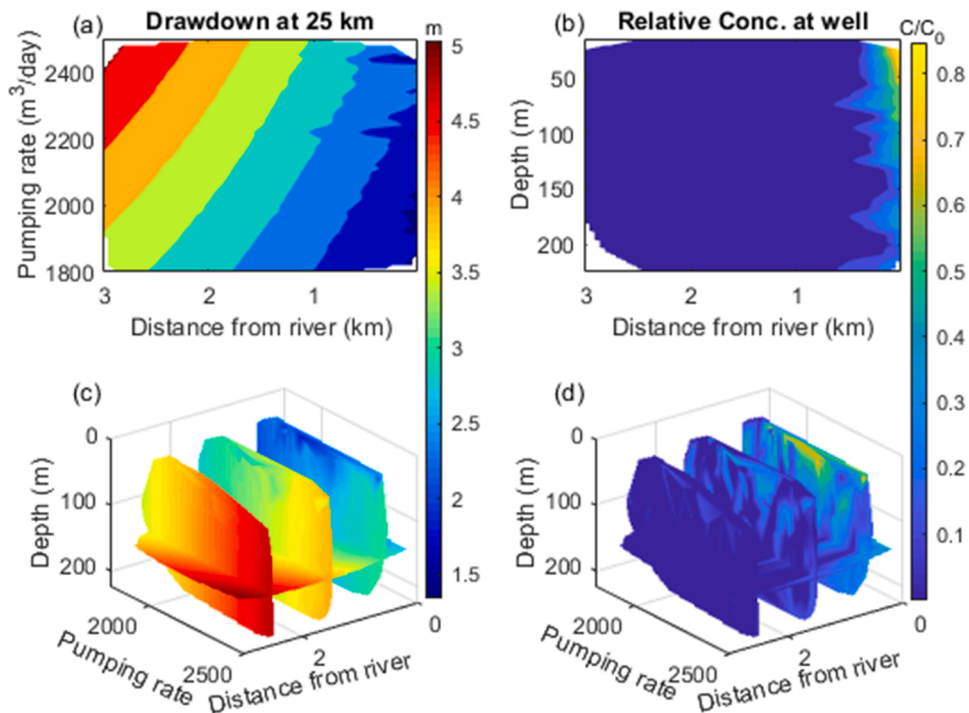 (a)
Drawdown at 25 km
m
Pumping rate (m³/day)
2400
2200
2000
1800
3
2
1
Distance from river (km)
5
4.5
4
3.5
3
2.5
2
1.5
(b)
Relative Conc. at well
C/C₀
Depth (m)
50
100
150
200
3
2
1
Distance from river (km)
0.8
0.7
0.6
0.5
0.4
0.3
0.2
0.1
(c)
Depth (m)
0
100
200
2000
2500
Pumping rate
2
0
Distance from river
(d)
Depth (m)
0
100
200
2000
2500
Pumping rate
2
0
Distance from river